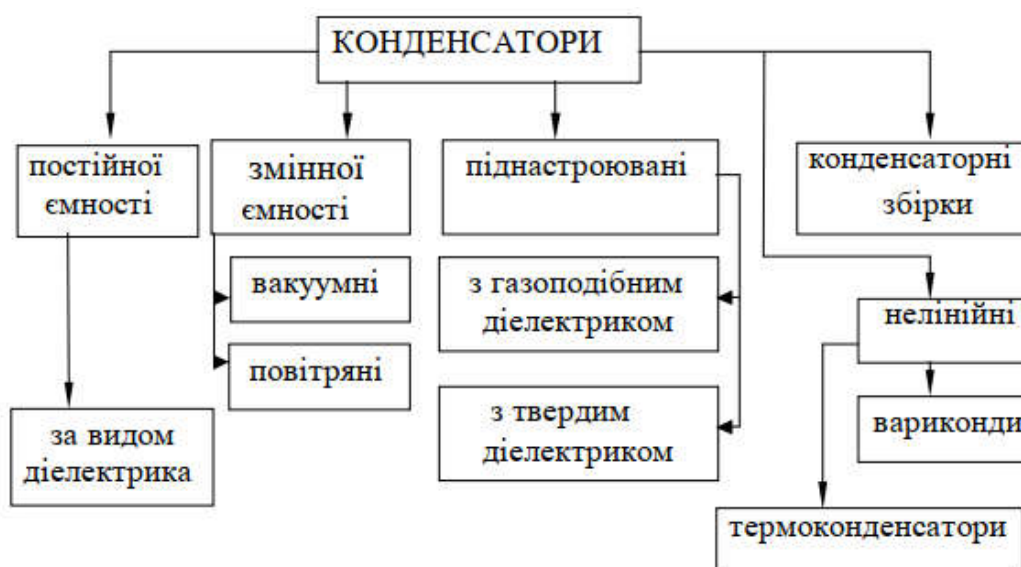 КОНДЕНСАТОРИ
постійної
ємності
змінної
ємності
піднастроювані
конденсаторні
збірки
вакуумні
повітряні
з газоподібним
діелектриком
нелінійні
за видом
діелектрика
з твердим
діелектриком
вариконди
термоконденсатори